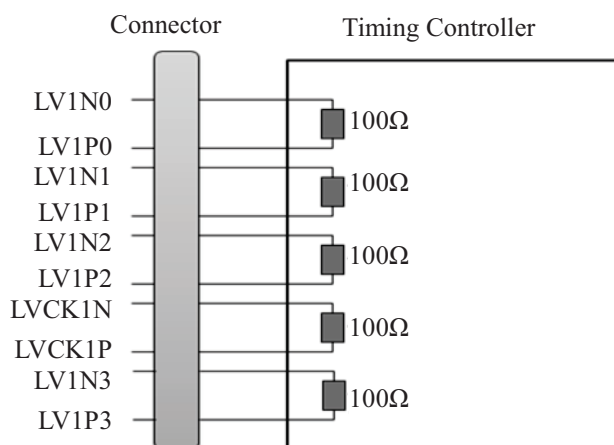 Connector Timing Controller
LV1N0
100Ω
LV1P0
LV1N1
100Ω
LV1P1
LV1N2
100Ω
LV1P2
LVCK1N
100Ω
LVCK1P
LV1N3
100Ω
LV1P3